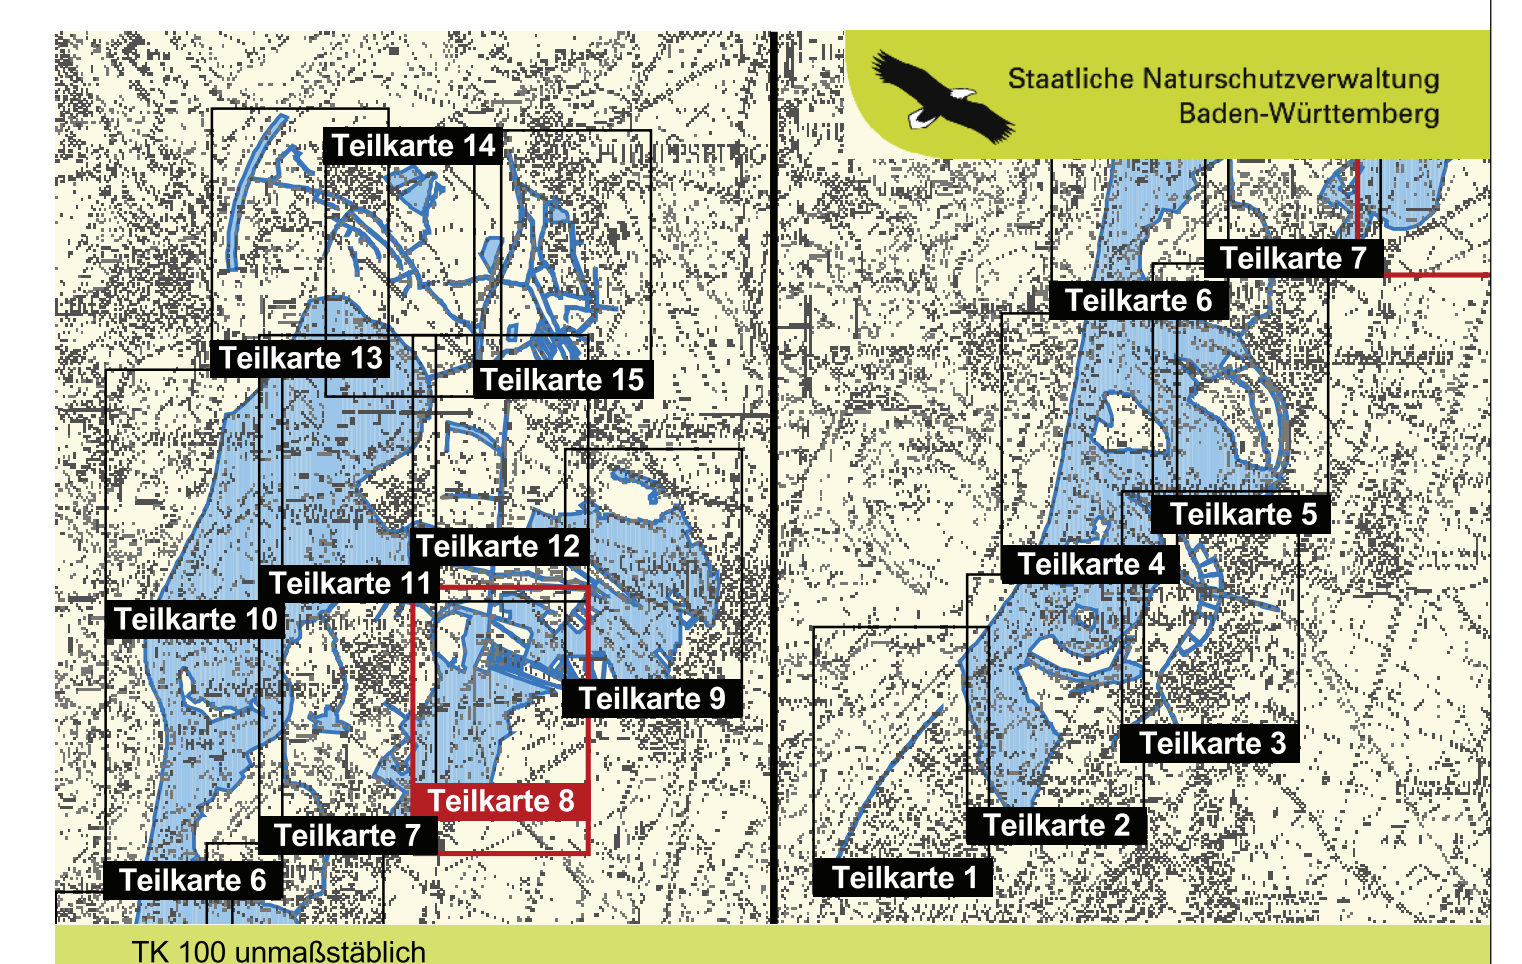 Staatliche Naturschutzverwaltung
Baden-Württemberg
Teilkarte 14
Teilkarte 13
Teilkarte 15
Teilkarte 12
Teilkarte 11
Teilkarte 10
Teilkarte 9
Teilkarte 8
Teilkarte 7
Teilkarte 6
Teilkarte 7
Teilkarte 6
Teilkarte 5
Teilkarte 4
Teilkarte 3
Teilkarte 2
Teilkarte 1
TK 100 unmaßstäblich